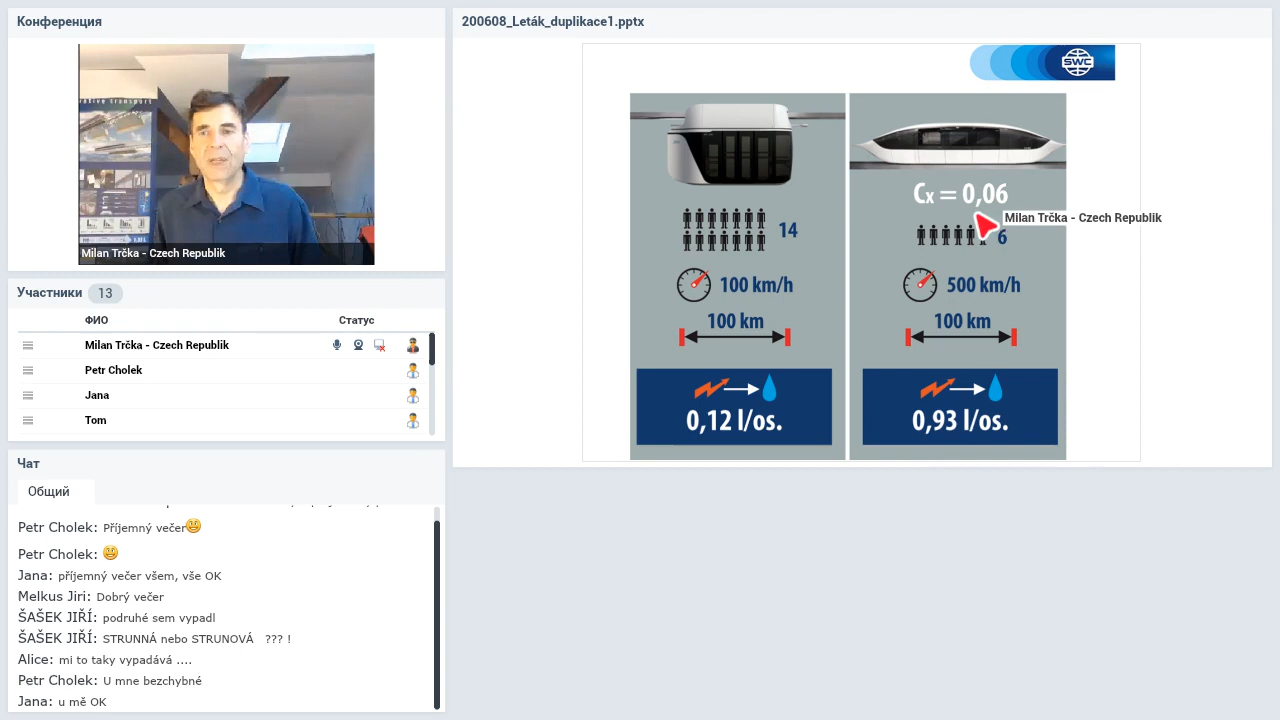 Конференция
Milan Trčka - Czech Republik
Участники 13
ФИО Статус
Milan Trčka - Czech Republik
Petr Cholek
Jana
Tom
Чат
Общий
Petr Cholek: Příjemný večer
Petr Cholek:
Jana: příjemný večer všem, vše OK
Melkus Jiri: Dobrý večer
ŠAŠEK JIŘÍ: podruhé sem vypadl
ŠAŠEK JIŘÍ: STRUNNÁ nebo STRUNOVÁ ??? !
Alice: mi to taky vypadává ....
Petr Cholek: U mne bezchybné
Jana: u mě OK
200608_Leták_duplikace1.pptx
SWC
14
100 km/h
100 km
0,12 l/os.
Cx = 0,06
Milan Trčka - Czech Republik
6
500 km/h
100 km
0,93 l/os.